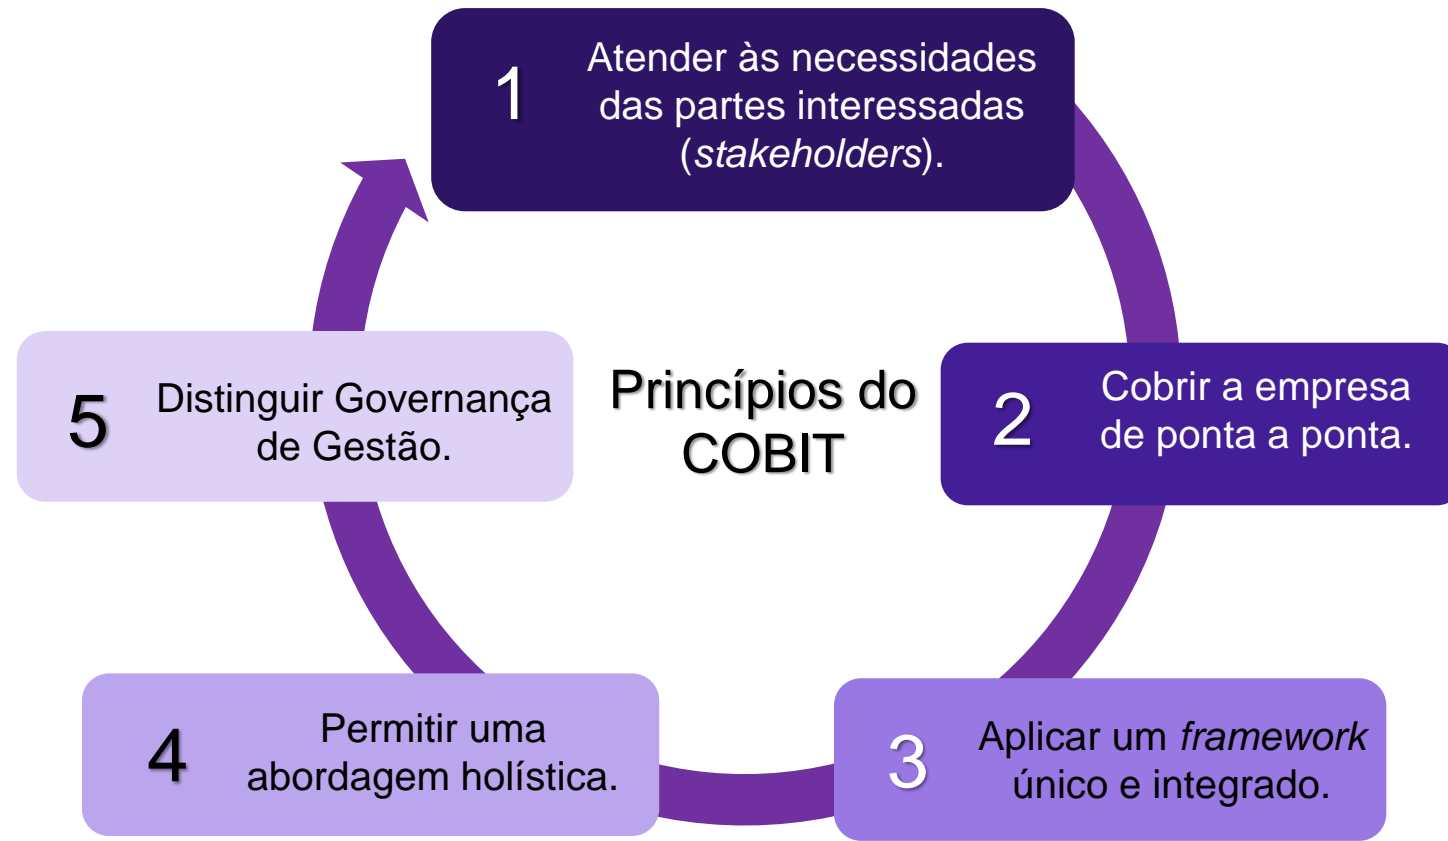 1
Atender às necessidades
das partes interessadas
(stakeholders).
Princípios do
COBIT
2
Cobrir a empresa
de ponta a ponta.
3
Aplicar um framework
único e integrado.
4
Permitir uma
abordagem holística.
5
Distinguir Governança
de Gestão.